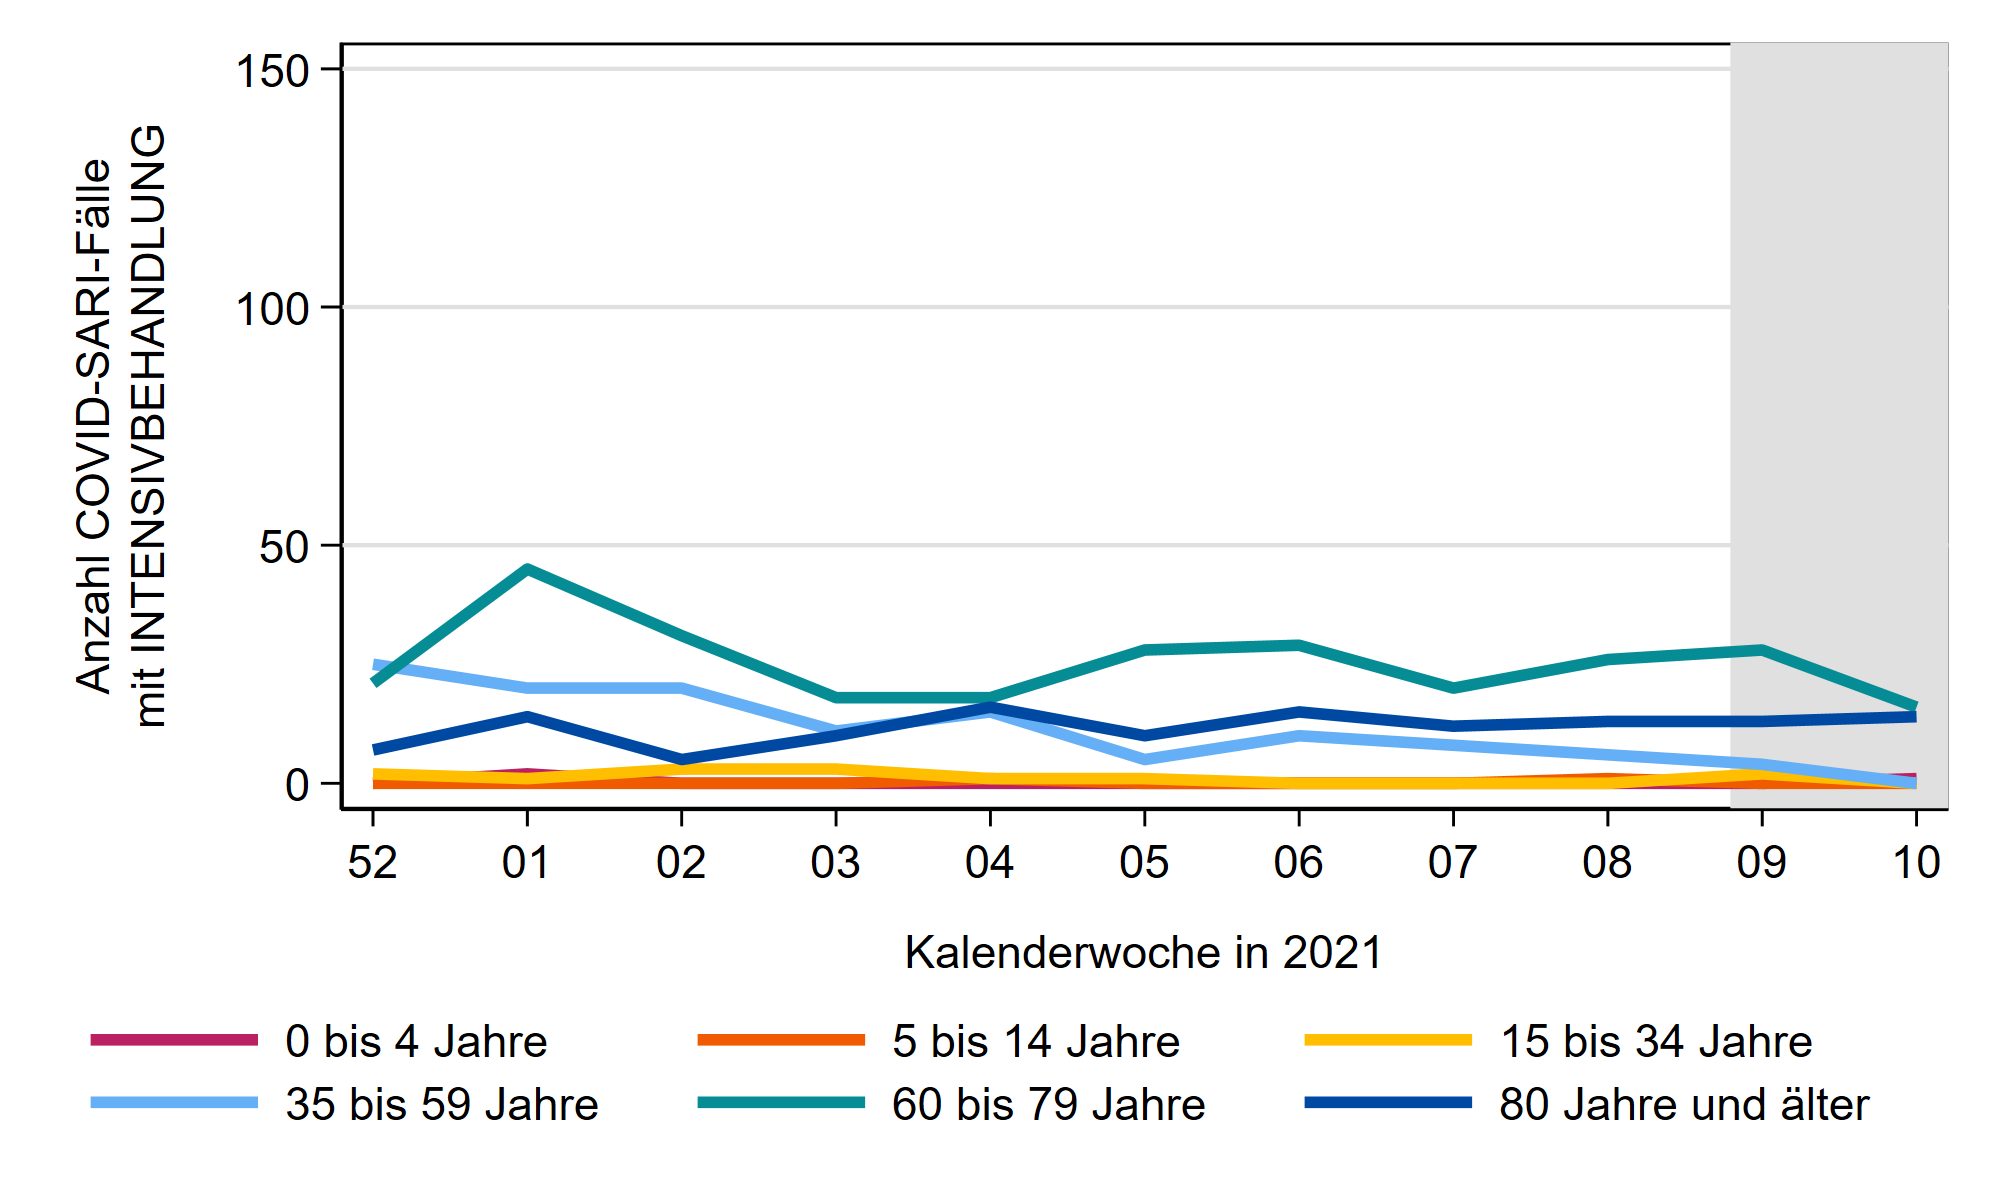 Anzahl COVID-SARI-Fälle
mit INTENSIVBEHANDLUNG
150
100
50
0
52 01 02 03 04 05 06 07 08 09 10
Kalenderwoche in 2021
0 bis 4 Jahre 5 bis 14 Jahre 15 bis 34 Jahre
35 bis 59 Jahre 60 bis 79 Jahre 80 Jahre und älter